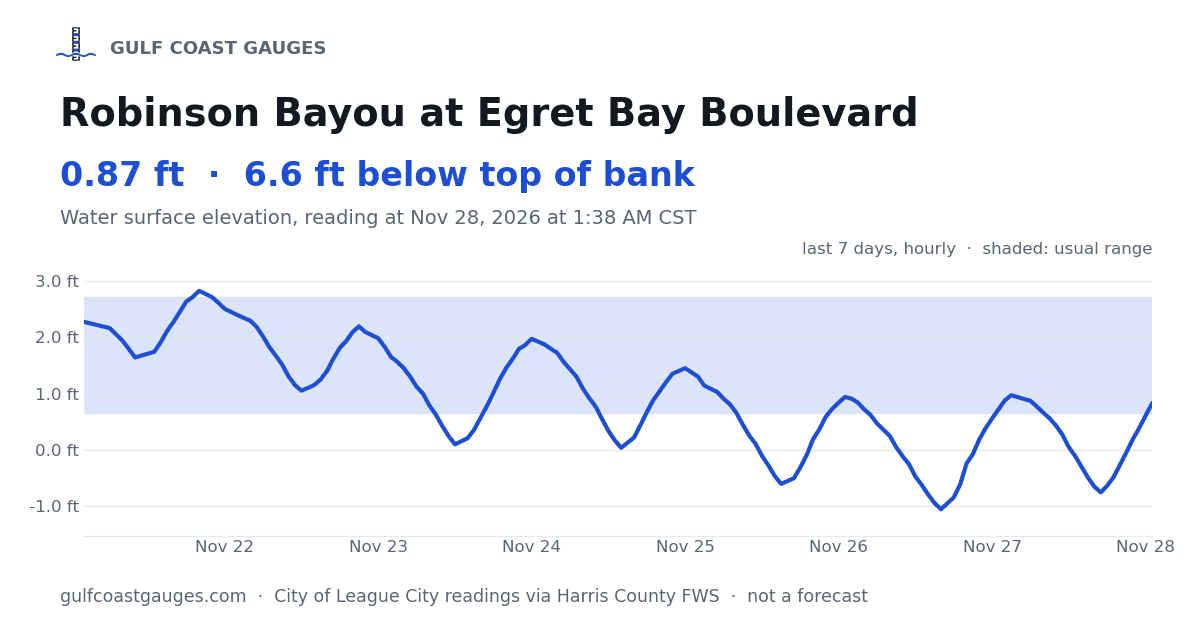 GULF COAST GAUGES
Robinson Bayou at Egret Bay Boulevard
0.87 ft · 6.6 ft below top of bank
Water surface elevation, reading at Nov 28, 2026 at 1:38 AM CST
last 7 days, hourly · shaded: usual range
3.0 ft
2.0 ft
1.0 ft
0.0 ft
-1.0 ft
Nov 22 Nov 23 Nov 24 Nov 25 Nov 26 Nov 27 Nov 28
gulfcoastgauges.com · City of League City readings via Harris County FWS · not a forecast